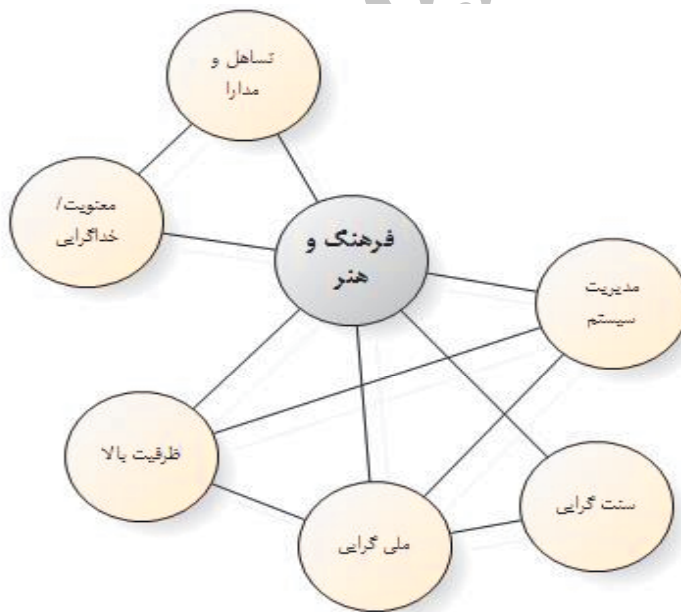 تساهل و
مدارا
معنویت/
خداگرایی
فرهنگ و
هنر
مدیریت
سیستم
ظرفیت بالا
ملی گرایی
سنت گرایی